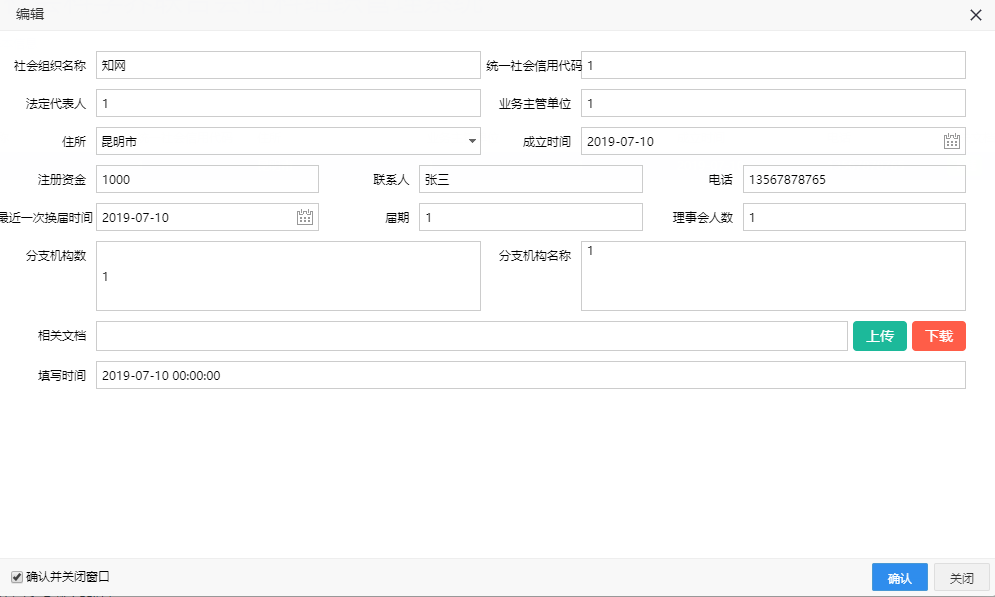 编辑
社会组织名称 知网 统一社会信用代码 1
法定代表人 1 业务主管单位 1
住所 昆明市 成立时间 2019-07-10
注册资金 1000 联系人 张三 电话 13567878765
最近一次换届时间 2019-07-10 届期 1 理事会人数 1
分支机构数 1 分支机构名称 1
相关文档 上传 下载
填写时间 2019-07-10 00:00:00
确认并关闭窗口 确认 关闭